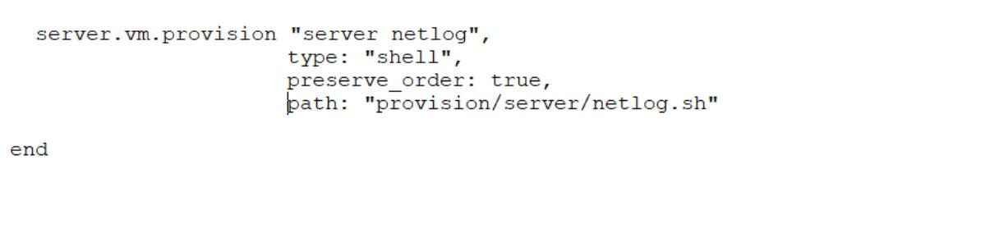 server.vm.provision "server netlog",
type: "shell",
preserve_order: true,
path: "provision/server/netlog.sh"
end